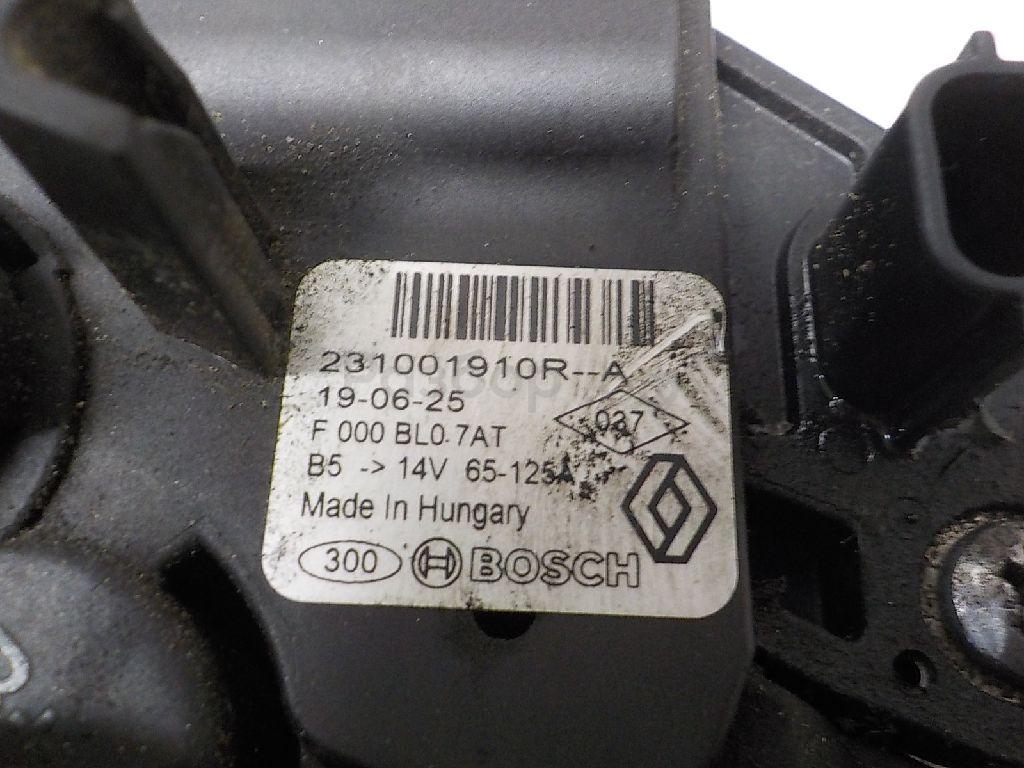 231001910R--A
19-06-25
037
F 000 BL0 7AT
B5 -> 14V 65-125A
Made In Hungary
300 BOSCH